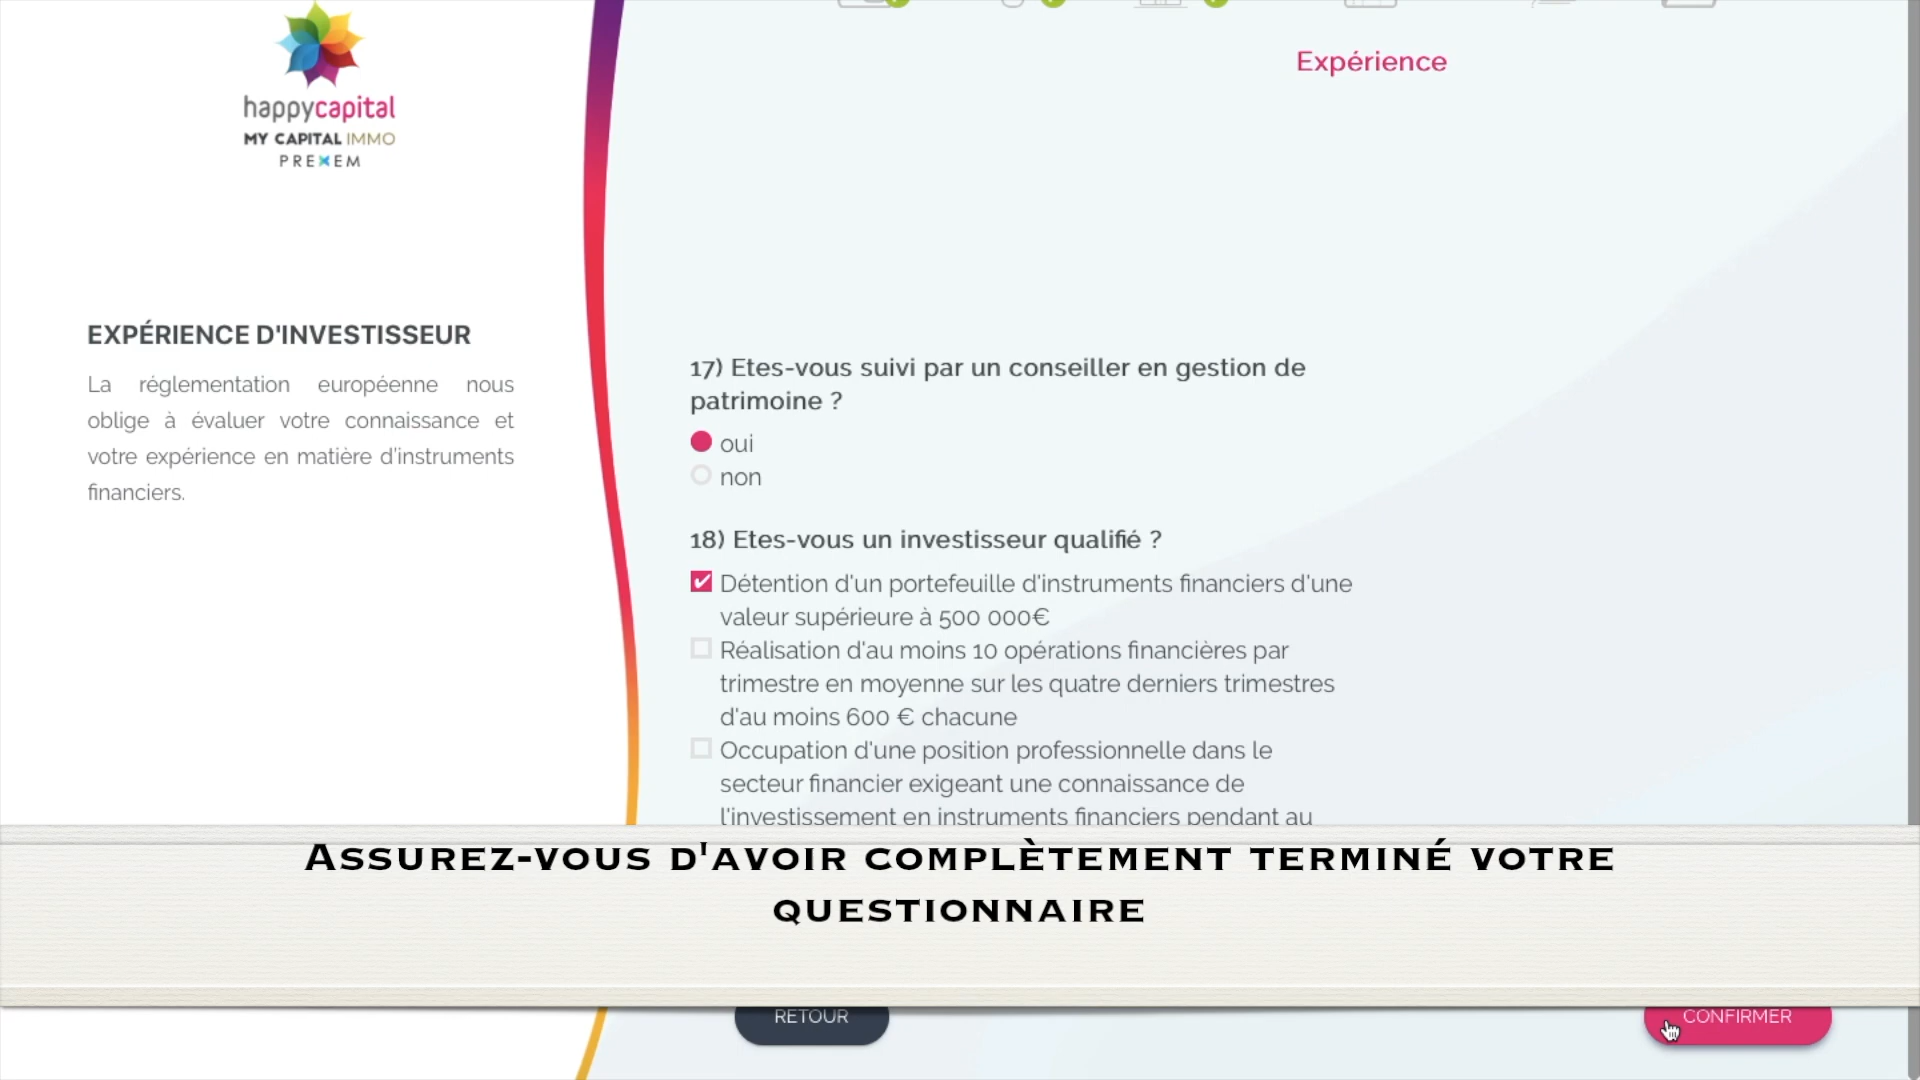 happycapital
MY CAPITAL IMMO
PREXEM
EXPÉRIENCE D'INVESTISSEUR
La réglementation européenne nous
oblige à évaluer votre connaissance et
votre expérience en matière d'instruments
financiers.
Expérience
17) Etes-vous suivi par un conseiller en gestion de
patrimoine ?
oui
non
18) Etes-vous un investisseur qualifié ?
Détention d'un portefeuille d'instruments financiers d'une
valeur supérieure à 500 000€
Réalisation d'au moins 10 opérations financières par
trimestre en moyenne sur les quatre derniers trimestres
d'au moins 600 € chacune
Occupation d'une position professionnelle dans le
secteur financier exigeant une connaissance de
l'investissement en instruments financiers pendant au
Assurez-vous d'avoir complètement terminé votre
questionnaire
RETOUR
CONFIRMER